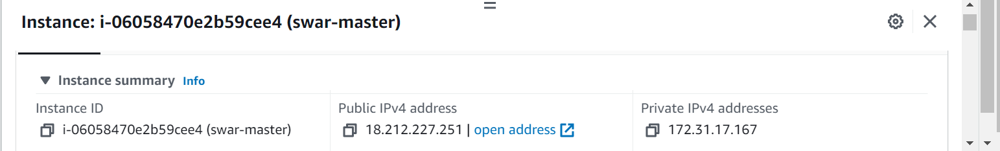 Instance: i-06058470e2b59cee4 (swar-master)
Instance summary Info
Instance ID
i-06058470e2b59cee4 (swar-master)
Public IPv4 address
18.212.227.251 | open address
Private IPv4 addresses
172.31.17.167